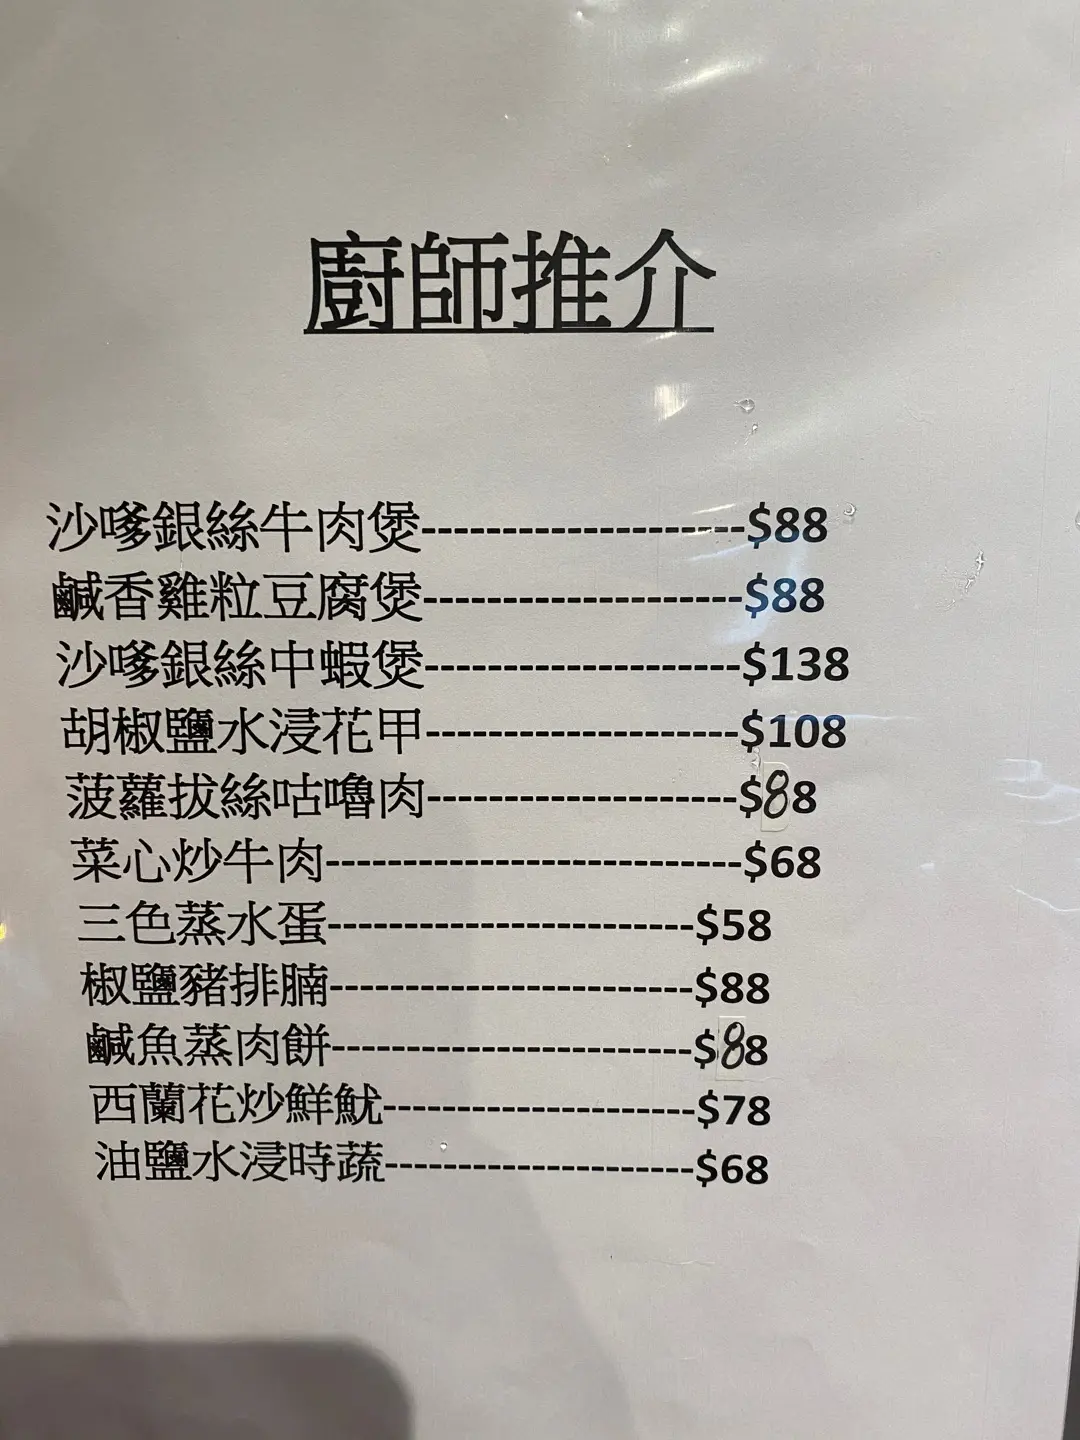 廚師推介
沙嗲銀絲牛肉煲--------------------$88
鹹香雞粒豆腐煲--------------------$88
沙嗲銀絲中蝦煲--------------------$138
胡椒鹽水浸花甲--------------------$108
菠蘿拔絲咕嚕肉--------------------$88
菜心炒牛肉--------------------------$68
三色蒸水蛋------------------------$58
椒鹽豬排腩------------------------$88
鹹魚蒸肉餅------------------------$88
西蘭花炒鮮魷---------------------$78
油鹽水浸時蔬---------------------$68